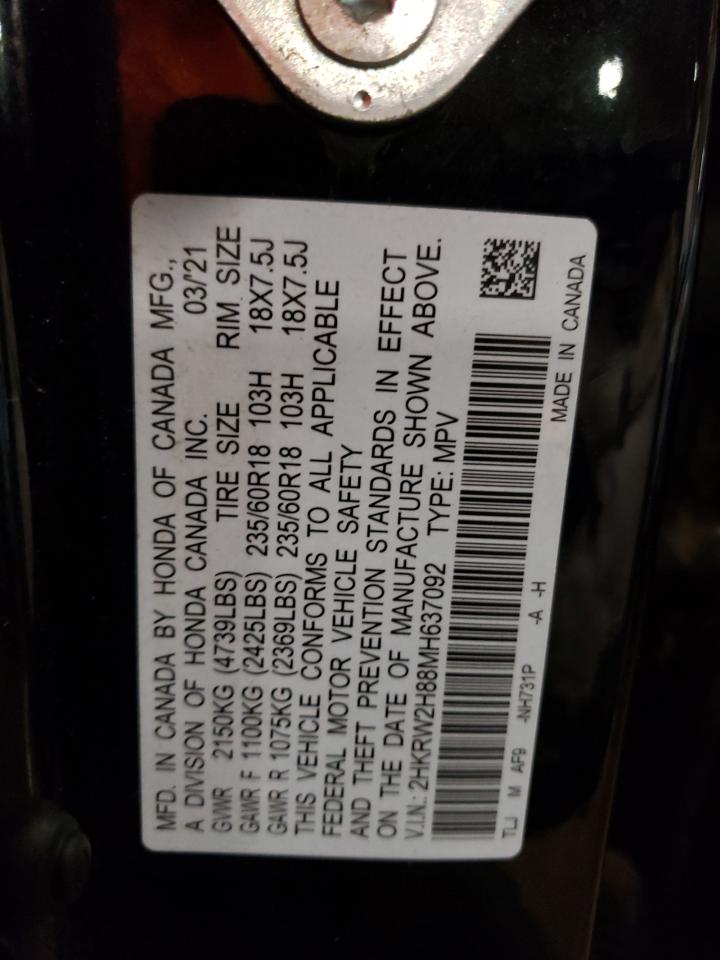 MFD. IN CANADA BY HONDA OF CANADA MFG.,
A DIVISION OF HONDA CANADA INC. 03/'21
GVWR 2150KG (4739LBS) TIRE SIZE RIM SIZE
GAWR F 1100KG (2425LBS) 235/60R18 103H 18X7.5J
GAWR R 1075KG (2369LBS) 235/60R18 103H 18X7.5J
THIS VEHICLE CONFORMS TO ALL APPLICABLE
FEDERAL MOTOR VEHICLE SAFETY
AND THEFT PREVENTION STANDARDS IN EFFECT
ON THE DATE OF MANUFACTURE SHOWN ABOVE.
V.I.N.: 2HKRW2H88MH637092 TYPE: MPV
TLJ M AF9 -NH731P -A -H
MADE IN CANADA